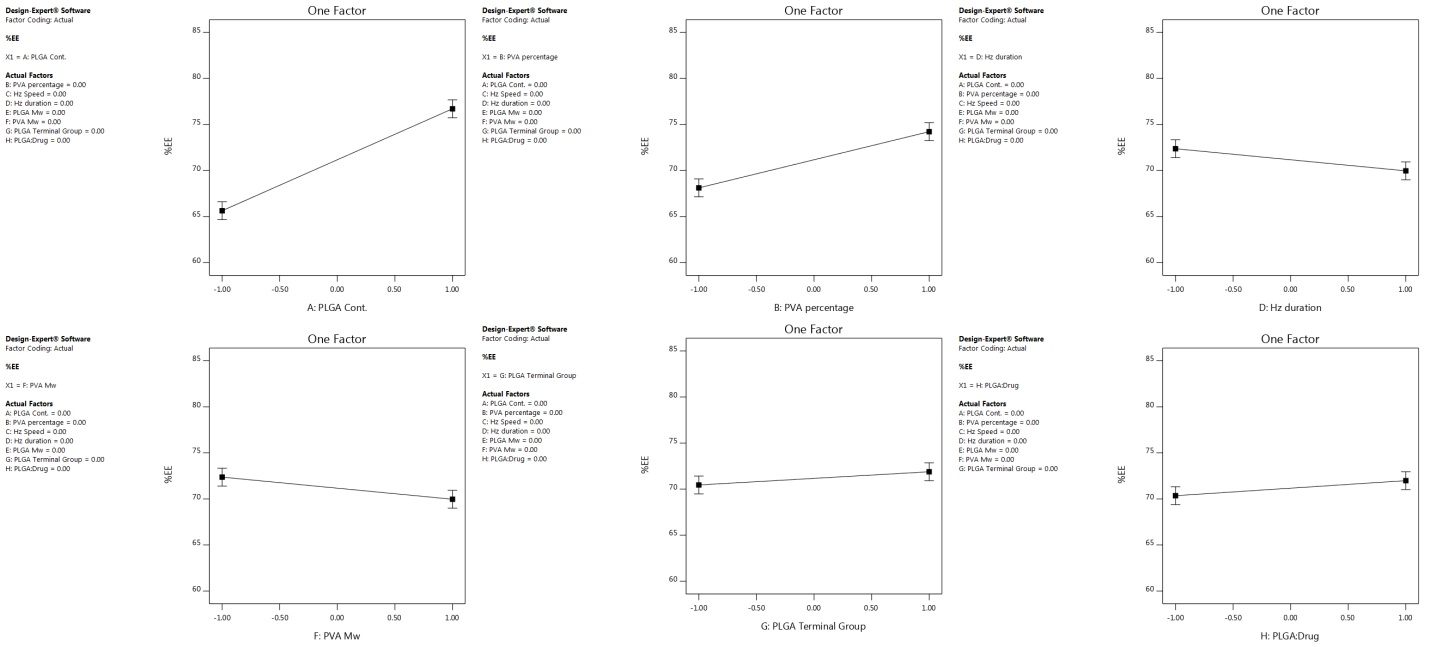 Design-Expert® Software
Factor Coding: Actual
%EE
X1 = A: PLGA Cont.
Actual Factors
B: PVA percentage = 0.00
C: Hz Speed = 0.00
D: Hz duration = 0.00
E: PLGA Mw = 0.00
F: PVA Mw = 0.00
G: PLGA Terminal Group = 0.00
H: PLGA:Drug = 0.00
One Factor
85
80
75
70
65
60
%EE
-1.00 -0.50 0.00 0.50 1.00
A: PLGA Cont.
Design-Expert® Software
Factor Coding: Actual
%EE
X1 = B: PVA percentage
Actual Factors
A: PLGA Cont. = 0.00
C: Hz Speed = 0.00
D: Hz duration = 0.00
E: PLGA Mw = 0.00
F: PVA Mw = 0.00
G: PLGA Terminal Group = 0.00
H: PLGA:Drug = 0.00
One Factor
85
80
75
70
65
60
%EE
-1.00 -0.50 0.00 0.50 1.00
B: PVA percentage
Design-Expert® Software
Factor Coding: Actual
%EE
X1 = D: Hz duration
Actual Factors
A: PLGA Cont. = 0.00
B: PVA percentage = 0.00
C: Hz Speed = 0.00
E: PLGA Mw = 0.00
F: PVA Mw = 0.00
G: PLGA Terminal Group = 0.00
H: PLGA:Drug = 0.00
One Factor
85
80
75
70
65
60
%EE
-1.00 -0.50 0.00 0.50 1.00
D: Hz duration
Design-Expert® Software
Factor Coding: Actual
%EE
X1 = F: PVA Mw
Actual Factors
A: PLGA Cont. = 0.00
B: PVA percentage = 0.00
C: Hz Speed = 0.00
D: Hz duration = 0.00
E: PLGA Mw = 0.00
G: PLGA Terminal Group = 0.00
H: PLGA:Drug = 0.00
One Factor
85
80
75
70
65
60
%EE
-1.00 -0.50 0.00 0.50 1.00
F: PVA Mw
Design-Expert® Software
Factor Coding: Actual
%EE
X1 = G: PLGA Terminal Group
Actual Factors
A: PLGA Cont. = 0.00
B: PVA percentage = 0.00
C: Hz Speed = 0.00
D: Hz duration = 0.00
E: PLGA Mw = 0.00
F: PVA Mw = 0.00
H: PLGA:Drug = 0.00
One Factor
85
80
75
70
65
60
%EE
-1.00 -0.50 0.00 0.50 1.00
G: PLGA Terminal Group
Design-Expert® Software
Factor Coding: Actual
%EE
X1 = H: PLGA:Drug
Actual Factors
A: PLGA Cont. = 0.00
B: PVA percentage = 0.00
C: Hz Speed = 0.00
D: Hz duration = 0.00
E: PLGA Mw = 0.00
F: PVA Mw = 0.00
G: PLGA Terminal Group = 0.00
One Factor
85
80
75
70
65
60
%EE
-1.00 -0.50 0.00 0.50 1.00
H: PLGA:Drug